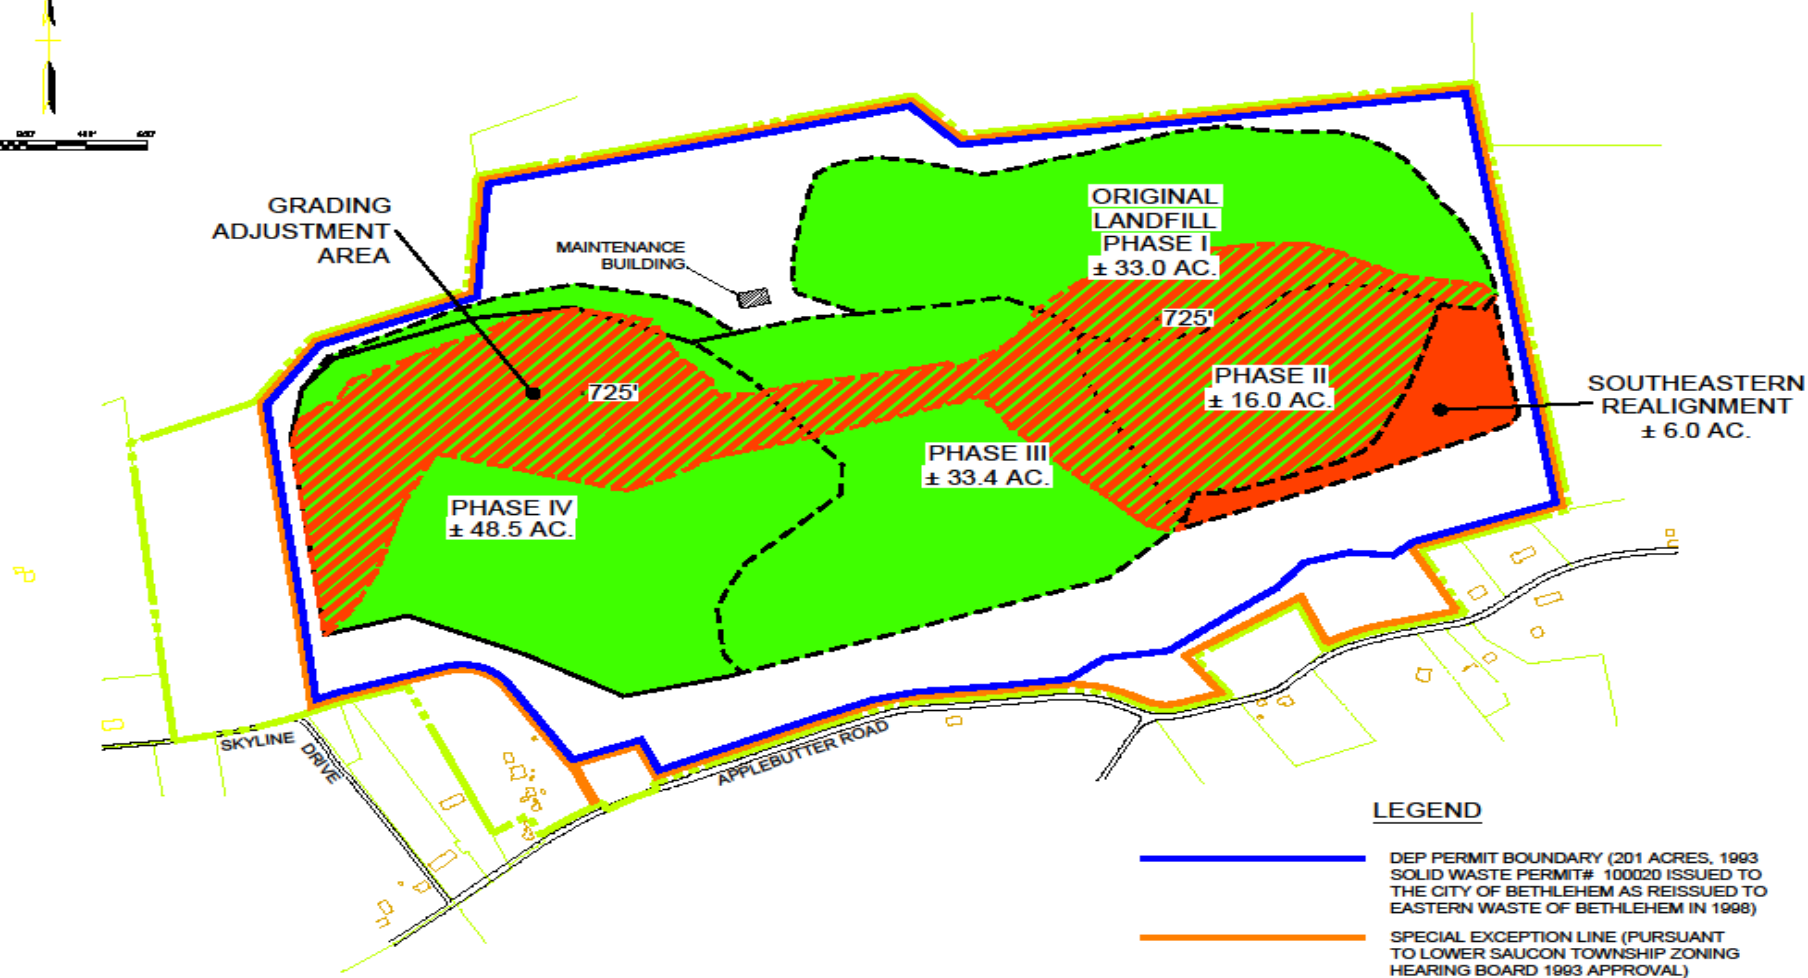 GRADING
ADJUSTMENT
AREA
MAINTENANCE
BUILDING
ORIGINAL
LANDFILL
PHASE I
± 33.0 AC.
725'
725'
PHASE II
± 16.0 AC.
SOUTHEASTERN
REALIGNMENT
± 6.0 AC.
PHASE III
± 33.4 AC.
PHASE IV
± 48.5 AC.
SKYLINE
DRIVE
APPLEBUTTER ROAD
LEGEND
DEP PERMIT BOUNDARY (201 ACRES, 1993
SOLID WASTE PERMIT# 100020 ISSUED TO
THE CITY OF BETHLEHEM AS REISSUED TO
EASTERN WASTE OF BETHLEHEM IN 1998)
SPECIAL EXCEPTION LINE (PURSUANT
TO LOWER SAUCON TOWNSHIP ZONING
HEARING BOARD 1993 APPROVAL)